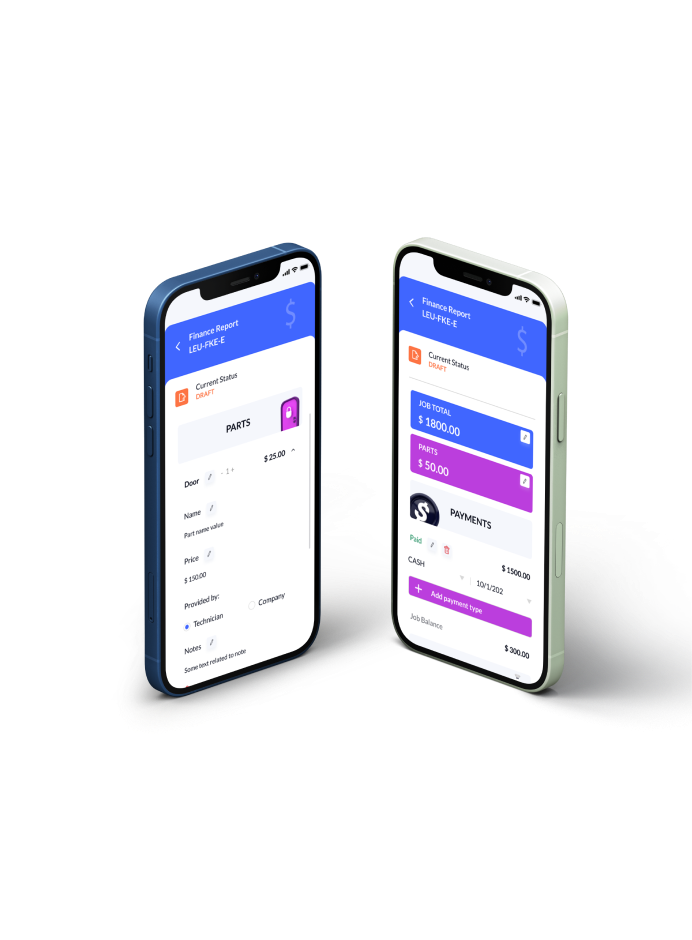 Finance Report
LEU-FKE-E
Current Status
DRAFT
PARTS
$ 25.00
Door
- 1 +
Name
Part name value
Price
$ 150.00
Provided by:
Technician
Company
Notes
Some text related to note
Finance Report
LEU-FKE-E
Current Status
DRAFT
JOB TOTAL
$ 1800.00
PARTS
$ 50.00
PAYMENTS
Paid
$ 1500.00
CASH
10/1/202
+ Add payment type
Job Balance
$ 300.00